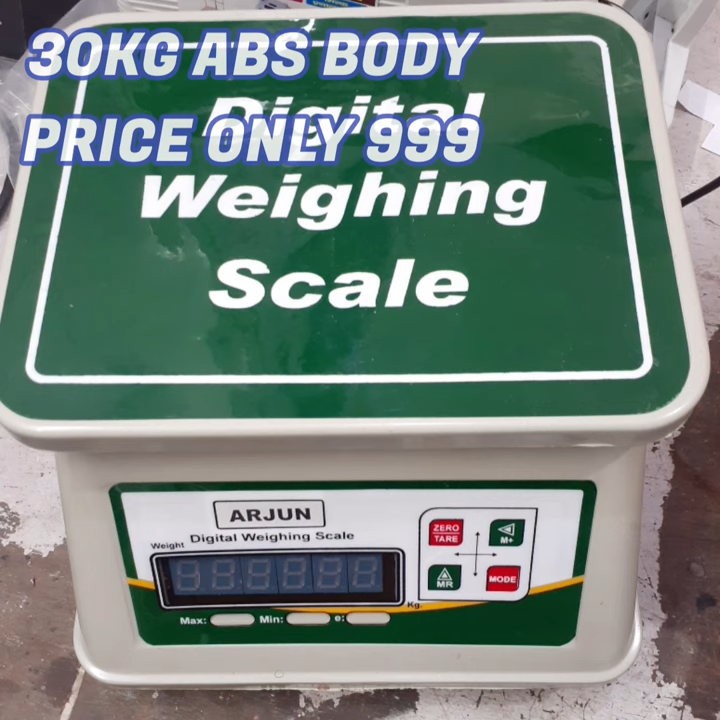 30KG ABS BODY
PRICE ONLY 999
Digital
Weighing
Scale
ARJUN
Digital Weighing Scale
Weight
Kg.
Max:
Min:
e:
ZERO
TARE
M+
MR
MODE